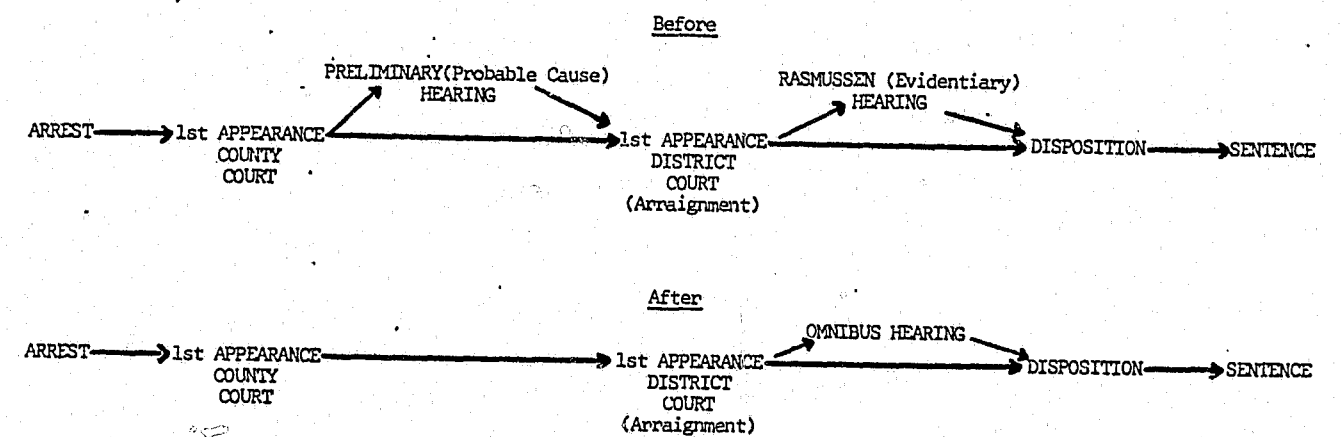 Before
PRELIMINARY(Probable Cause)
HEARING
RASMUSSEN (Evidentiary)
HEARING
ARREST
1st APPEARANCE
COUNTY
COURT
1st APPEARANCE
DISTRICT
COURT
(Arraignment)
DISPOSITION
SENTENCE
After
OMNIBUS HEARING
ARREST
1st APPEARANCE
COUNTY
COURT
1st APPEARANCE
DISTRICT
COURT
(Arraignment)
DISPOSITION
SENTENCE